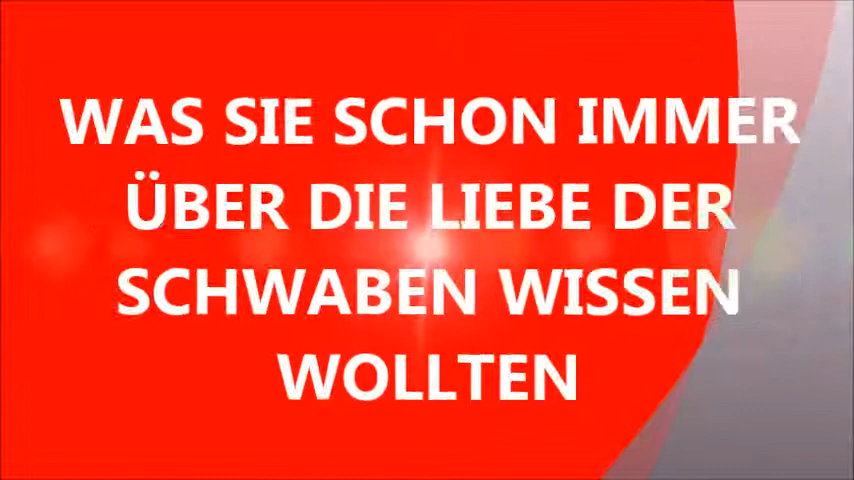 WAS SIE SCHON IMMER
ÜBER DIE LIEBE DER
SCHWABEN WISSEN
WOLLTEN